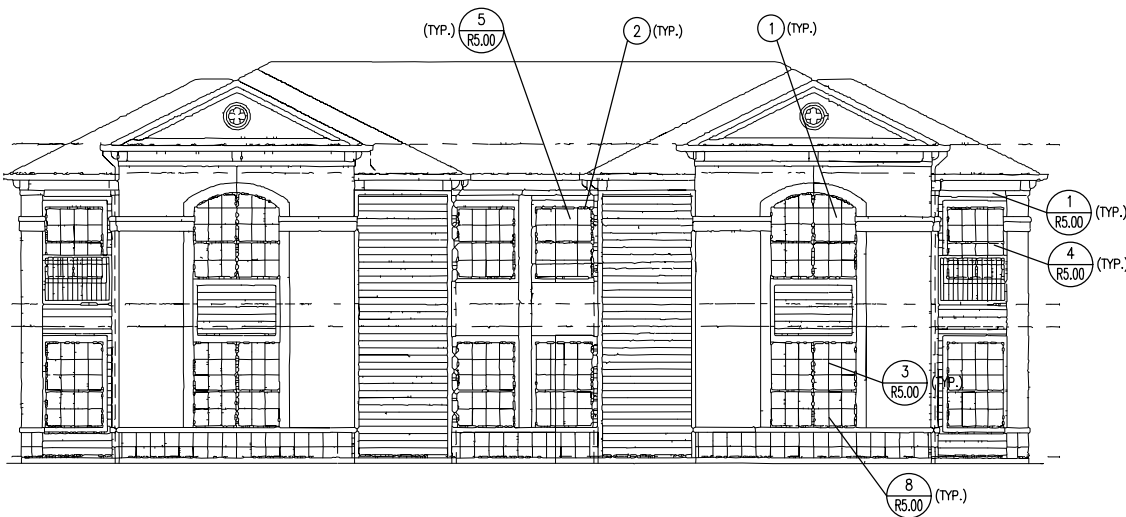 (TYP.) 5 R5.00
2 (TYP.)
1 (TYP.)
1 R5.00 (TYP.)
4 R5.00 (TYP.)
3 R5.00 (TYP.)
8 R5.00 (TYP.)